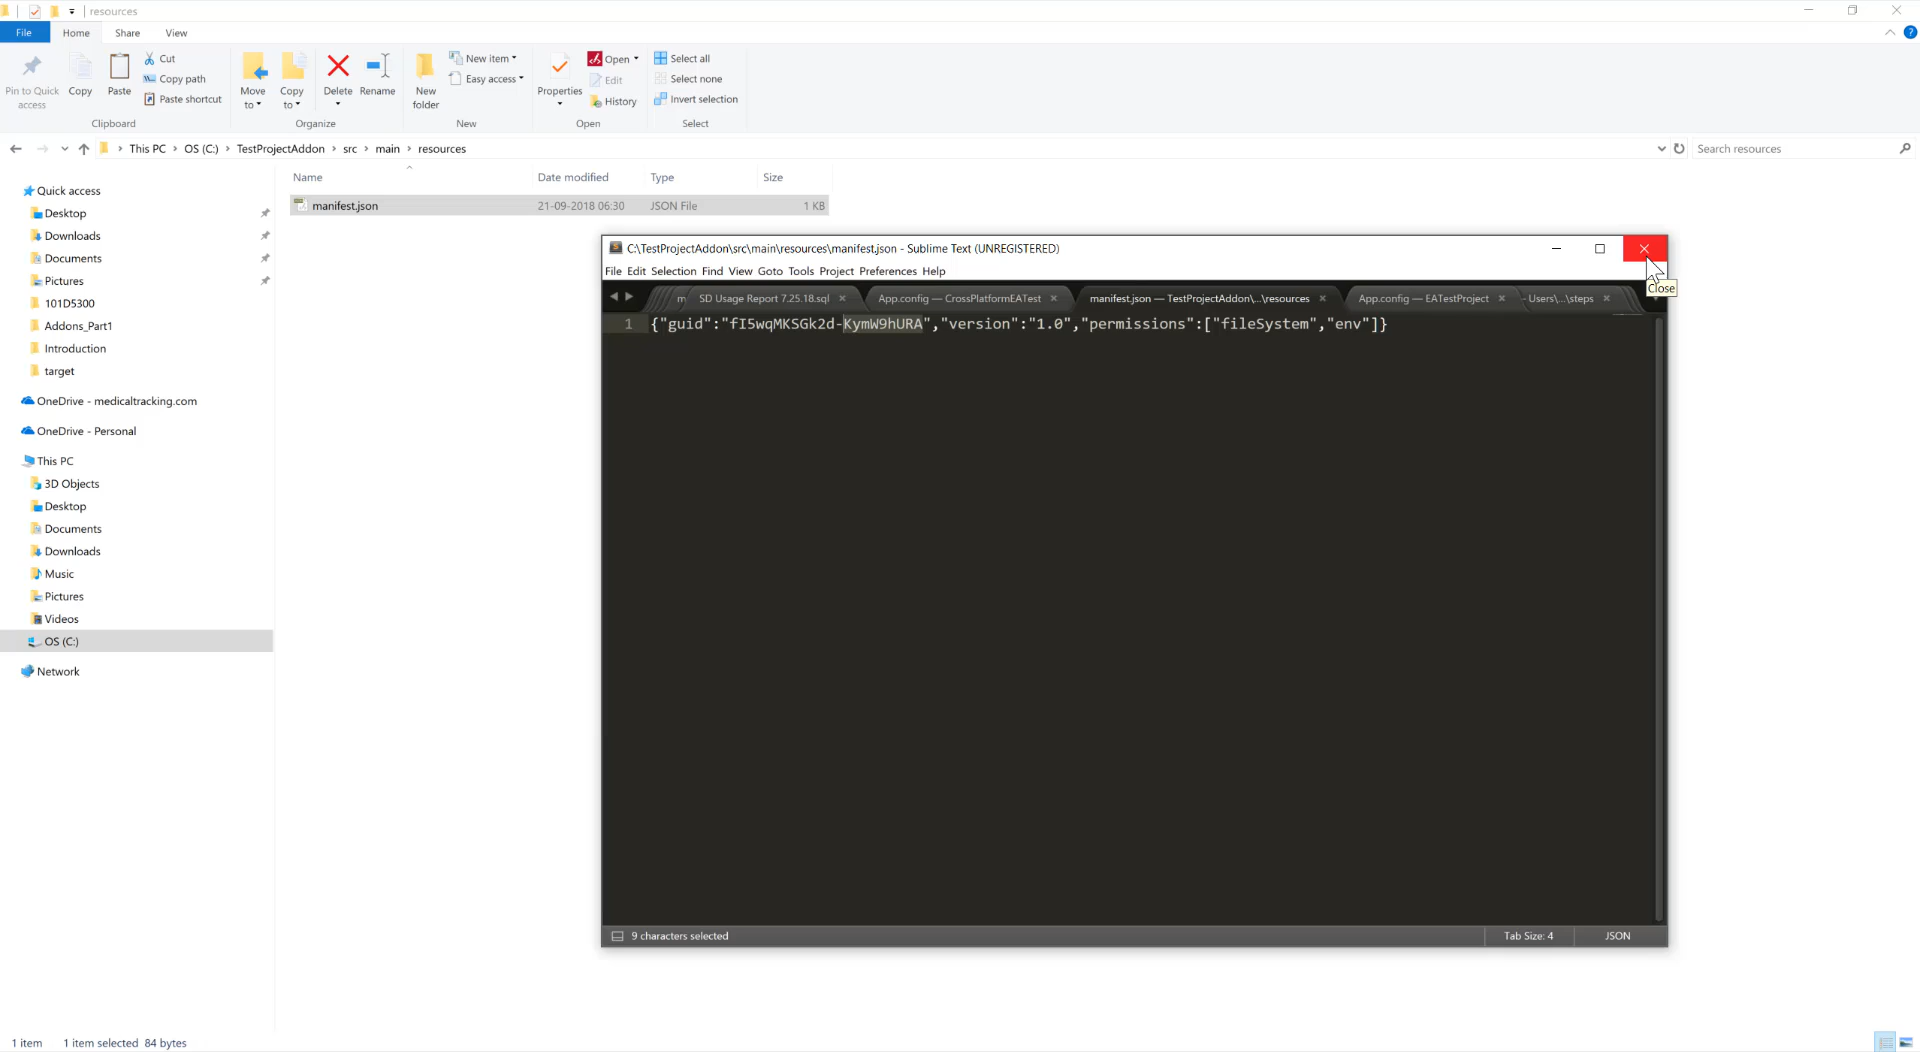 resources
File Home Share View
Pin to Quick access
Copy
Paste
Cut
Copy path
Paste shortcut
Clipboard
Move to
Copy to
Delete
Rename
Organize
New folder
New item
Easy access
New
Properties
Open
Edit
History
Open
Select all
Select none
Invert selection
Select
This PC > OS (C:) > TestProjectAddon > src > main > resources
Search resources
Name Date modified Type Size
manifest.json 21-09-2018 06:30 JSON File 1 KB
Quick access
Desktop
Downloads
Documents
Pictures
101D5300
Addons_Part1
Introduction
target
OneDrive - medicaltracking.com
OneDrive - Personal
This PC
3D Objects
Desktop
Documents
Downloads
Music
Pictures
Videos
OS (C:)
Network
C:\TestProjectAddon\src\main\resources\manifest.json - Sublime Text (UNREGISTERED)
File Edit Selection Find View Goto Tools Project Preferences Help
Close
m SD Usage Report 7.25.18.sql App.config — CrossPlatformEATest manifest.json — TestProjectAddon\...\resources App.config — EATestProject - Users\...\steps
1 {"guid":"fI5wqMKSGk2d-KymW9hURA","version":"1.0","permissions":["fileSystem","env"]}
9 characters selected Tab Size: 4 JSON
1 item 1 item selected 84 bytes